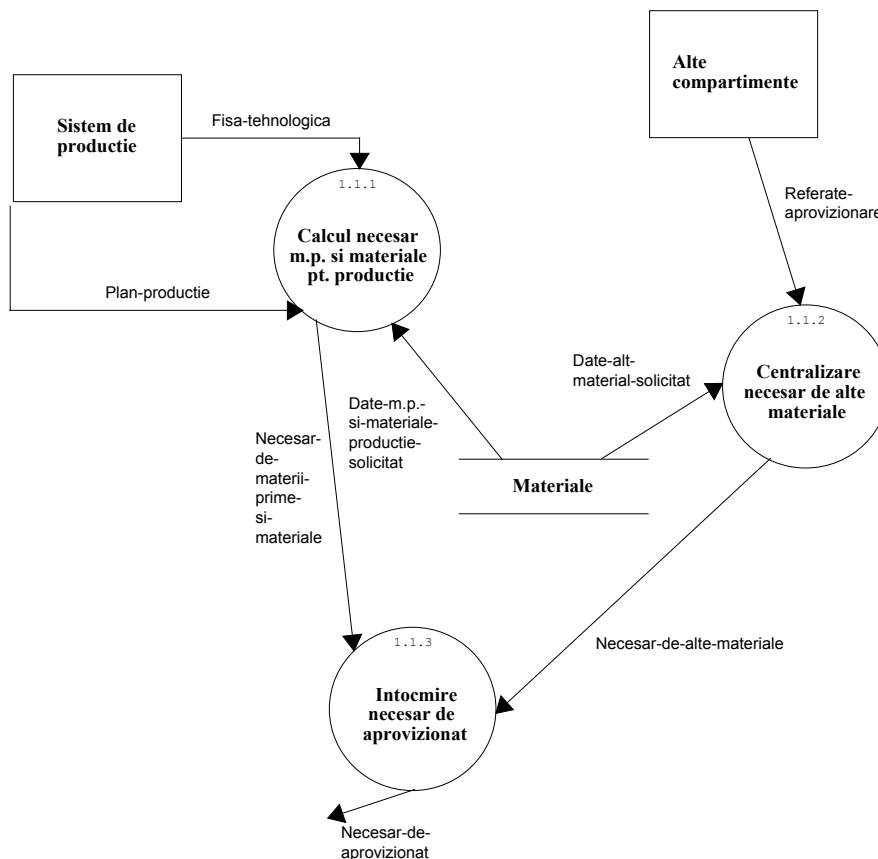 Alte
compartimente
Sistem de
productie
Fisa-tehnologica
1.1.1
Calcul necesar
m.p. si materiale
pt. productie
Referate-
aprovizionare
Plan-productie
1.1.2
Centralizare
necesar de alte
materiale
Date-alt-
material-solicitat
Date-m.p.-
si-materiale-
productie-
solicitat
Necesar-
de-
materii-
prime-
si-
materiale
Materiale
1.1.3
Intocmire
necesar de
aprovizionat
Necesar-de-alte-materiale
Necesar-de-
aprovizionat